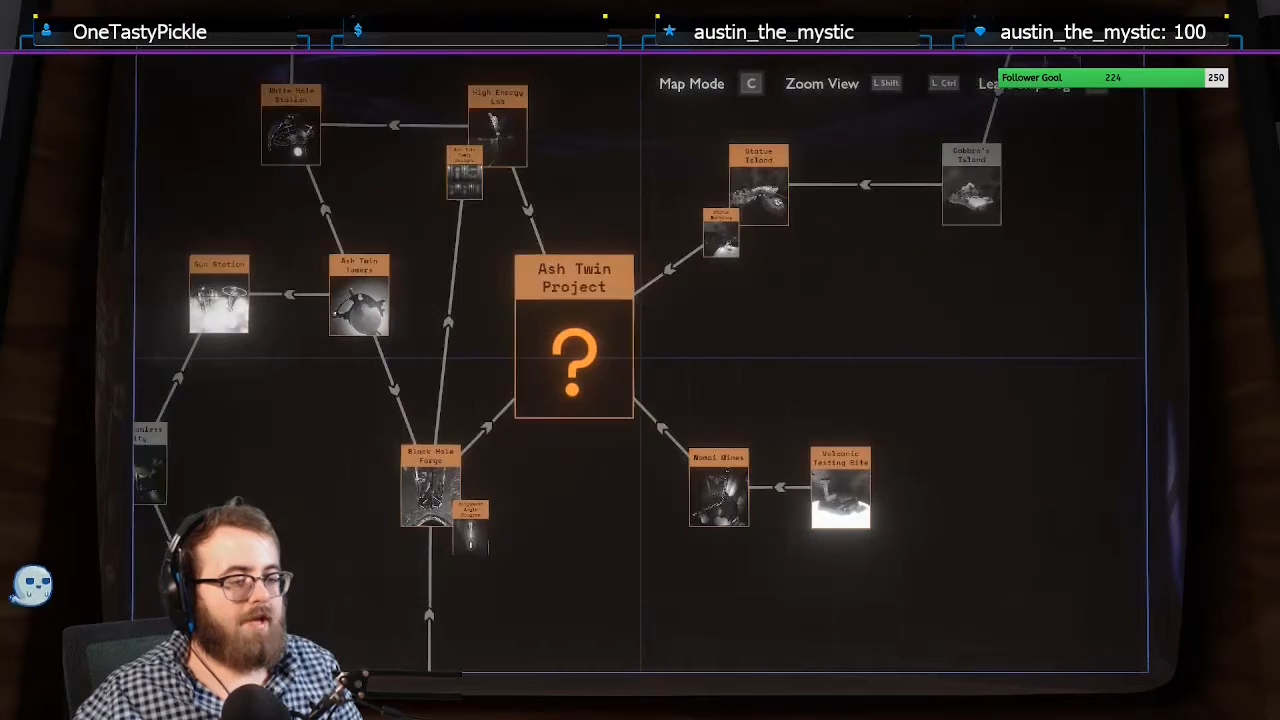 OneTastyPickle
$
austin_the_mystic
austin_the_mystic: 100
Map Mode C Zoom View L Shift L Ctrl
Follower Goal 224 250
White Hole
Station
High Energy
Lab
Statue
Island
Gabbro's
Island
Sun Station
Ash Twin
Towers
Ash Twin
Project
?
Black Hole
Forge
Nomai Mines
Volcanic
Testing Site